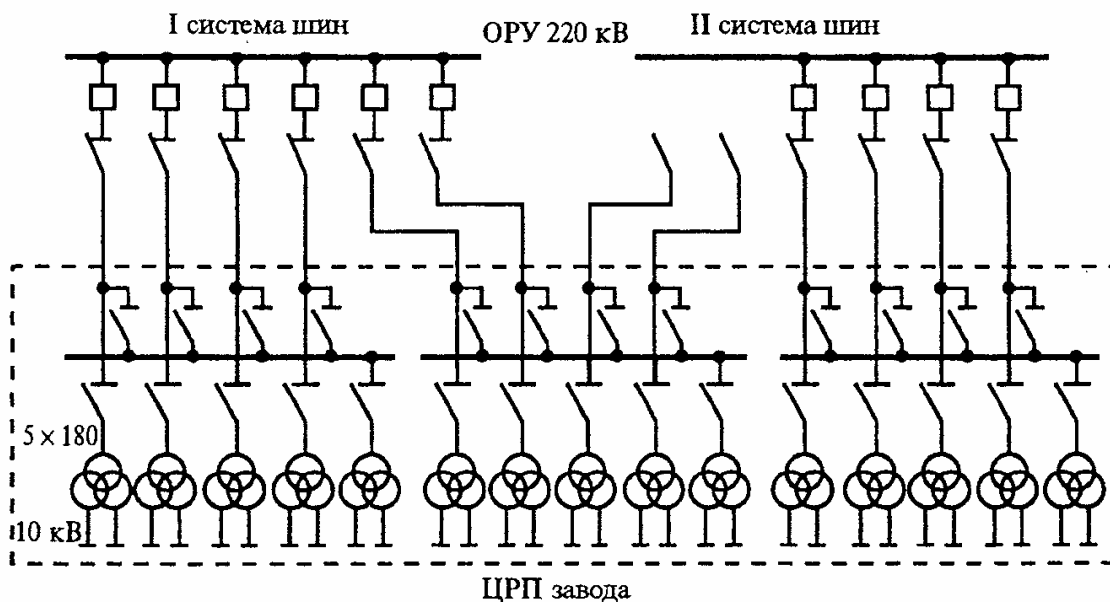 I система шин
ОРУ 220 кВ
II система шин
5 × 180
10 кВ
ЦРП завода